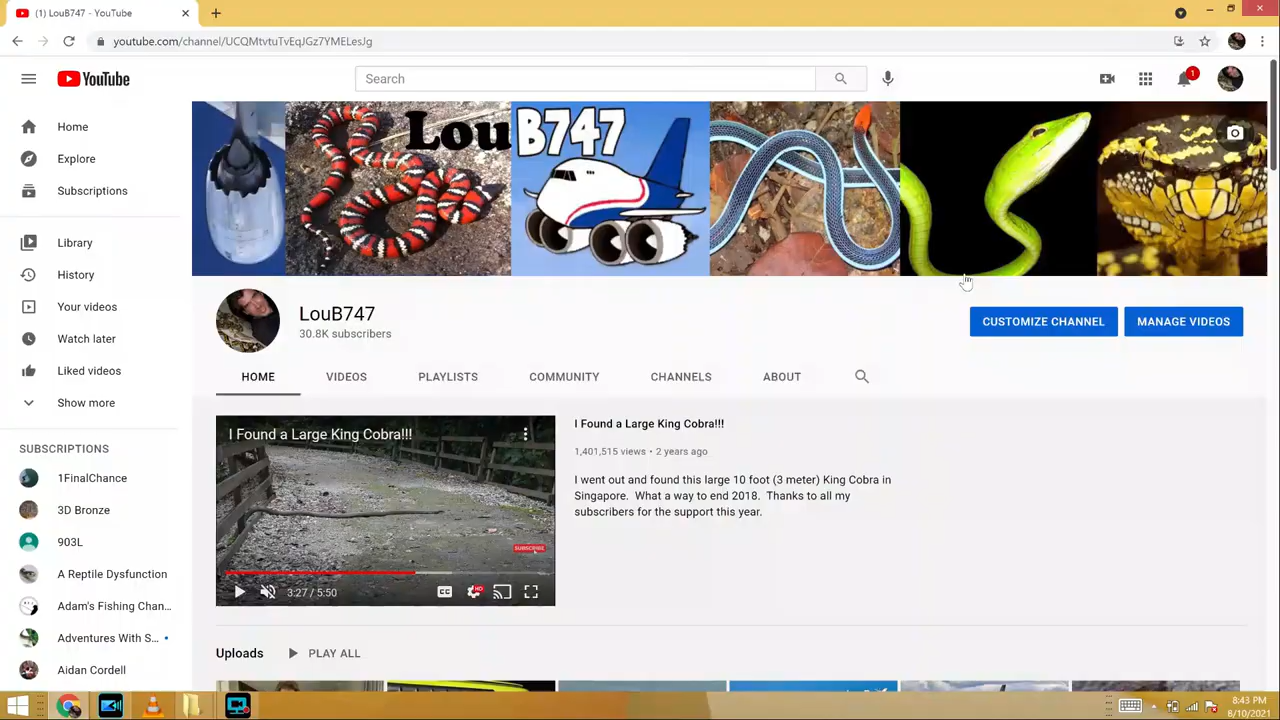 (1) LouB747 - YouTube
youtube.com/channel/UCQMtvtuTvEqJGz7YMELesJg
YouTube
Search
1
Home
Explore
Subscriptions
Library
History
Your videos
Watch later
Liked videos
Show more
SUBSCRIPTIONS
1FinalChance
3D Bronze
903L
A Reptile Dysfunction
Adam's Fishing Chan...
Adventures With S...
Aidan Cordell
LouB747
LouB747
30.8K subscribers
CUSTOMIZE CHANNEL
MANAGE VIDEOS
HOME
VIDEOS
PLAYLISTS
COMMUNITY
CHANNELS
ABOUT
I Found a Large King Cobra!!!
SUBSCRIBE
3:27 / 5:50
CC
HD
I Found a Large King Cobra!!!
1,401,515 views • 2 years ago
I went out and found this large 10 foot (3 meter) King Cobra in
Singapore. What a way to end 2018. Thanks to all my
subscribers for the support this year.
Uploads
PLAY ALL
8:43 PM
8/10/2021